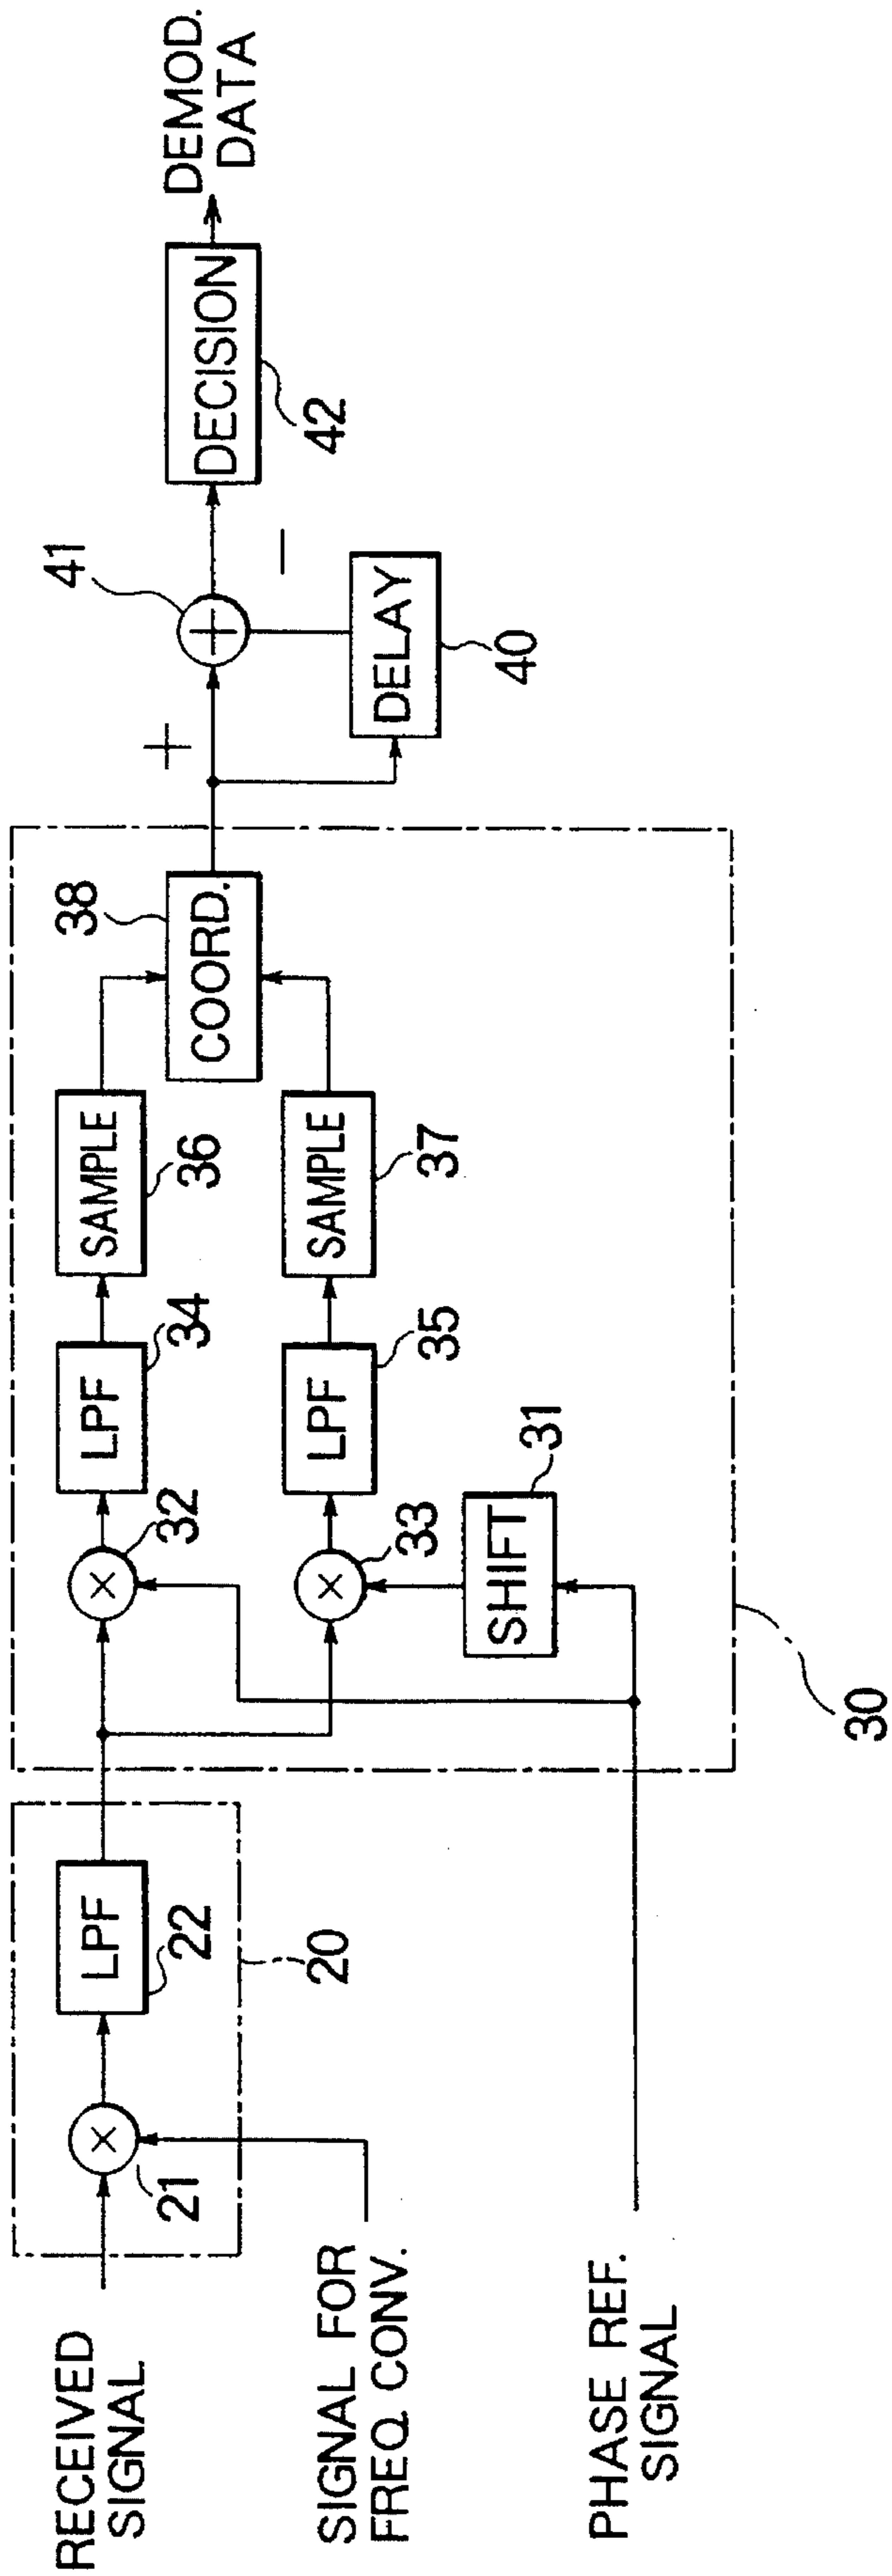 RECEIVED
SIGNAL
SIGNAL FOR
FREQ. CONV.
PHASE REF.
SIGNAL
×
21
LPF
22
20
×
32
×
33
SHIFT
31
LPF
34
LPF
35
SAMPLE
36
SAMPLE
37
COORD.
38
30
+
+
41
−
DELAY
40
DECISION
42
DEMOD.
DATA